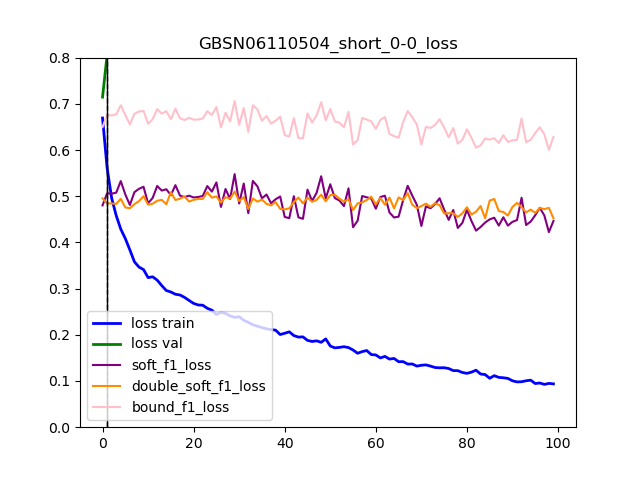 GBSN06110504_short_0-0_loss
0.8
0.7
0.6
0.5
0.4
0.3
0.2
0.1
0.0
loss train
loss val
soft_f1_loss
double_soft_f1_loss
bound_f1_loss
0 20 40 60 80 100